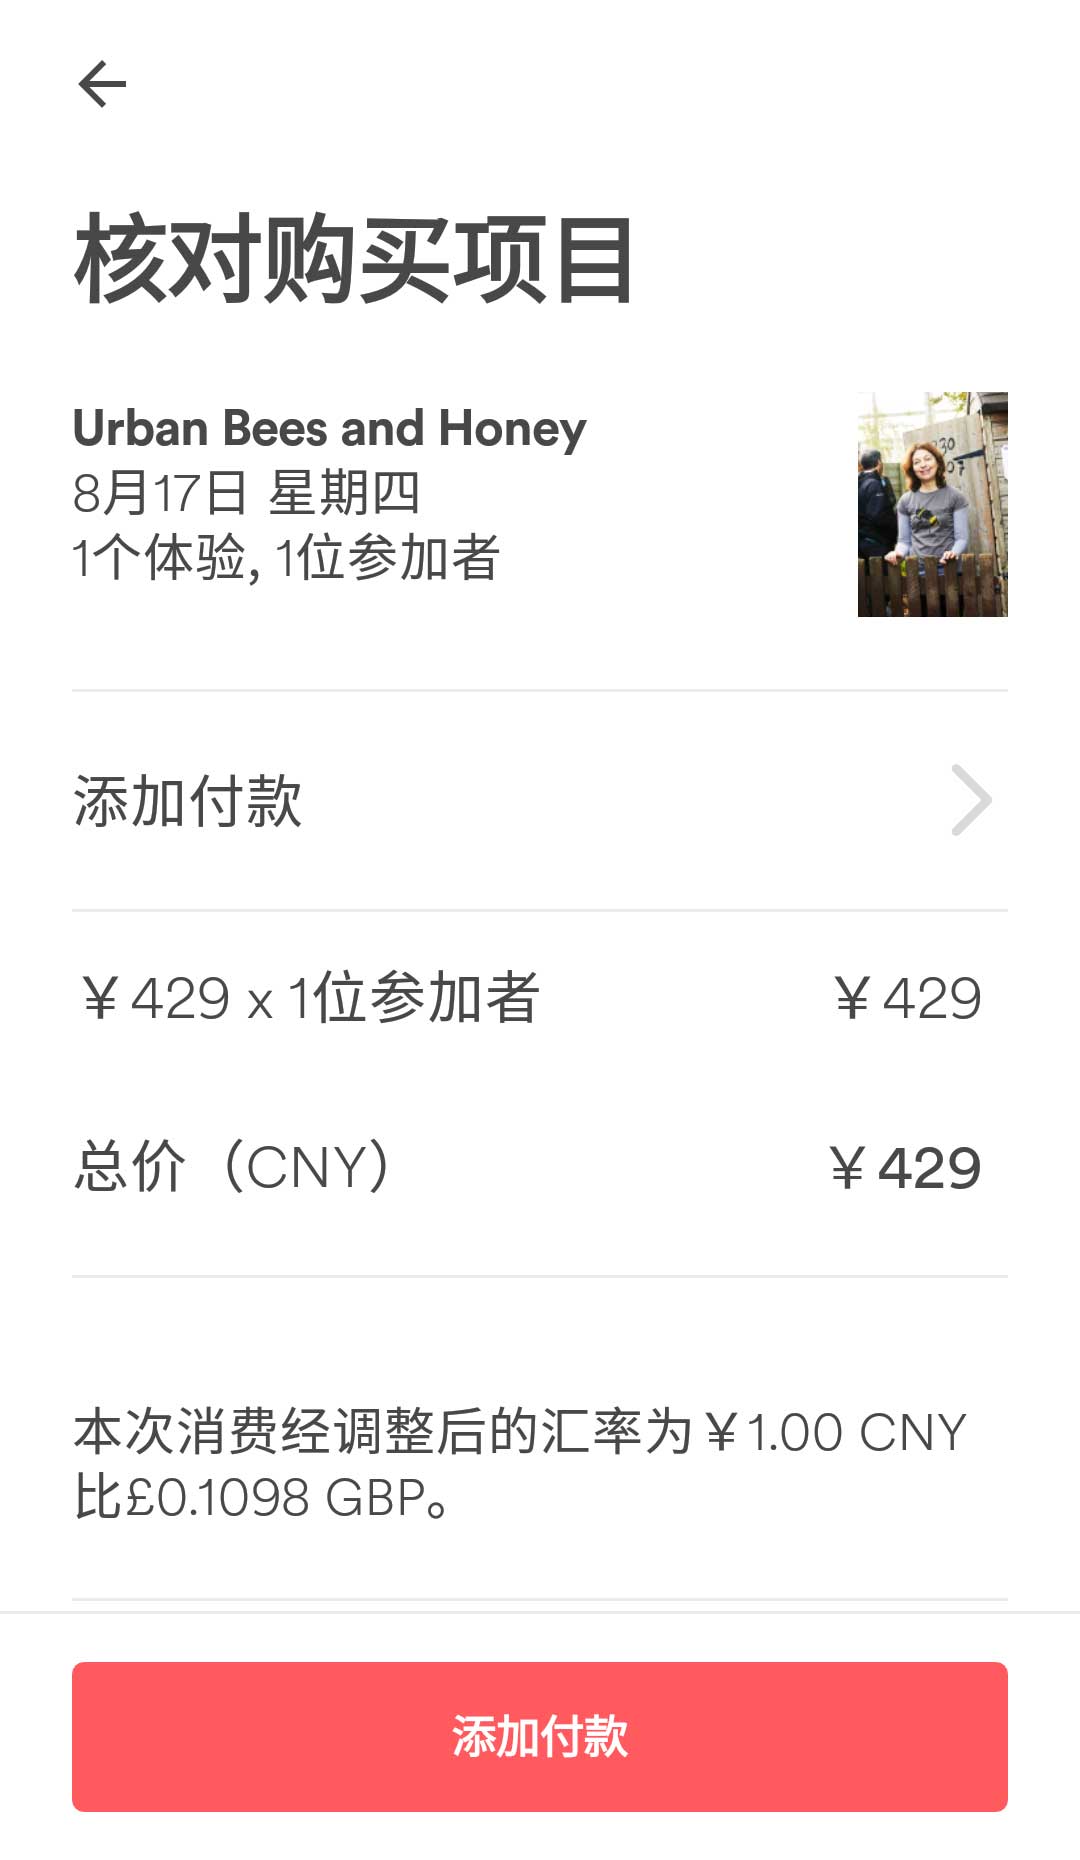 核对购买项目
Urban Bees and Honey
8月17日 星期四
1个体验, 1位参加者
添加付款
￥429 x 1位参加者 ￥429
总价（CNY） ￥429
本次消费经调整后的汇率为￥1.00 CNY
比£0.1098 GBP。
添加付款